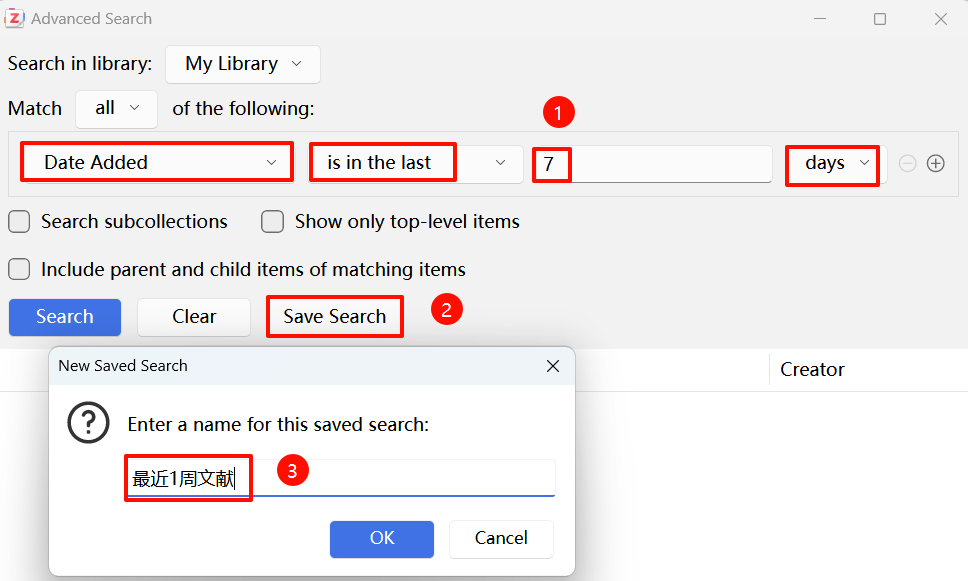 Advanced Search
Search in library: My Library
Match all of the following:
1
Date Added is in the last 7 days
Search subcollections Show only top-level items
Include parent and child items of matching items
Search Clear Save Search 2
Creator
New Saved Search
Enter a name for this saved search:
最近1周文献 3
OK Cancel